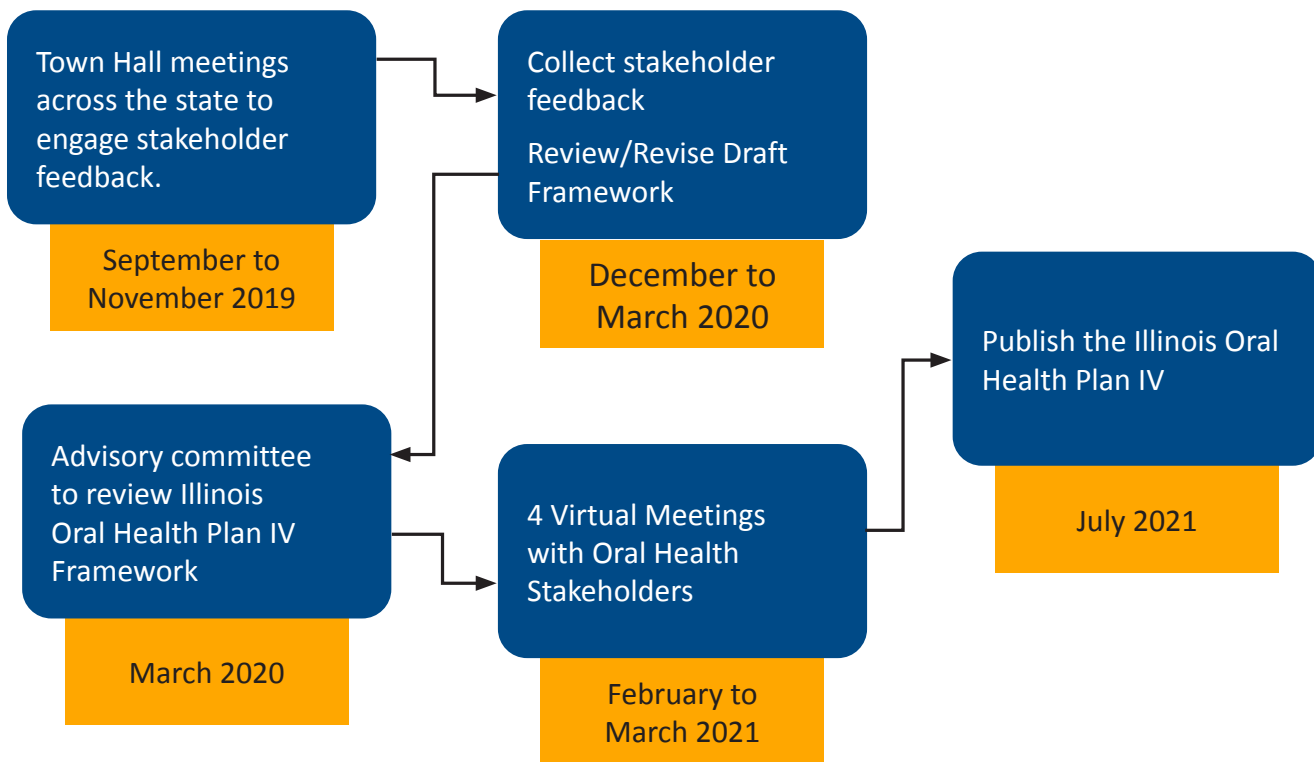 Town Hall meetings
across the state to
engage stakeholder
feedback.
September to
November 2019
Collect stakeholder
feedback
Review/Revise Draft
Framework
December to
March 2020
Advisory committee
to review Illinois
Oral Health Plan IV
Framework
March 2020
4 Virtual Meetings
with Oral Health
Stakeholders
February to
March 2021
Publish the Illinois Oral
Health Plan IV
July 2021